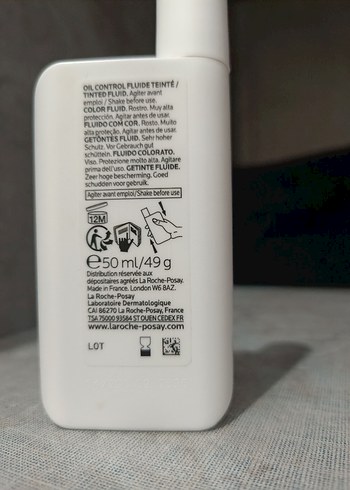 OIL CONTROL FLUIDE TEINTÉ /
TINTED FLUID. Agiter avant
emploi / Shake before use.
COLOR FLUID. Rostro. Muy alta
protección. Agitar antes de usar.
FLUIDO COM COR. Rosto. Muito
alta proteção. Agitar antes de usar.
GETÖNTES FLUID. Sehr hoher
Schutz. Vor Gebrauch gut
schütteln. FLUIDO COLORATO.
Viso. Protezione molto alta. Agitare
prima dell'uso. GETINTE FLUIDE.
Zeer hoge bescherming. Goed
schudden voor gebruik.
Agiter avant emploi/Shake before use
12M
℮50 ml/49 g
Distribution réservée aux
dépositaires agréés La Roche-Posay.
Made in France. London W6 8AZ.
La Roche-Posay
Laboratoire Dermatologique
CAI 86270 La Roche-Posay, France
TSA 75000 93584 ST OUEN CEDEX FR
www.laroche-posay.com
LOT